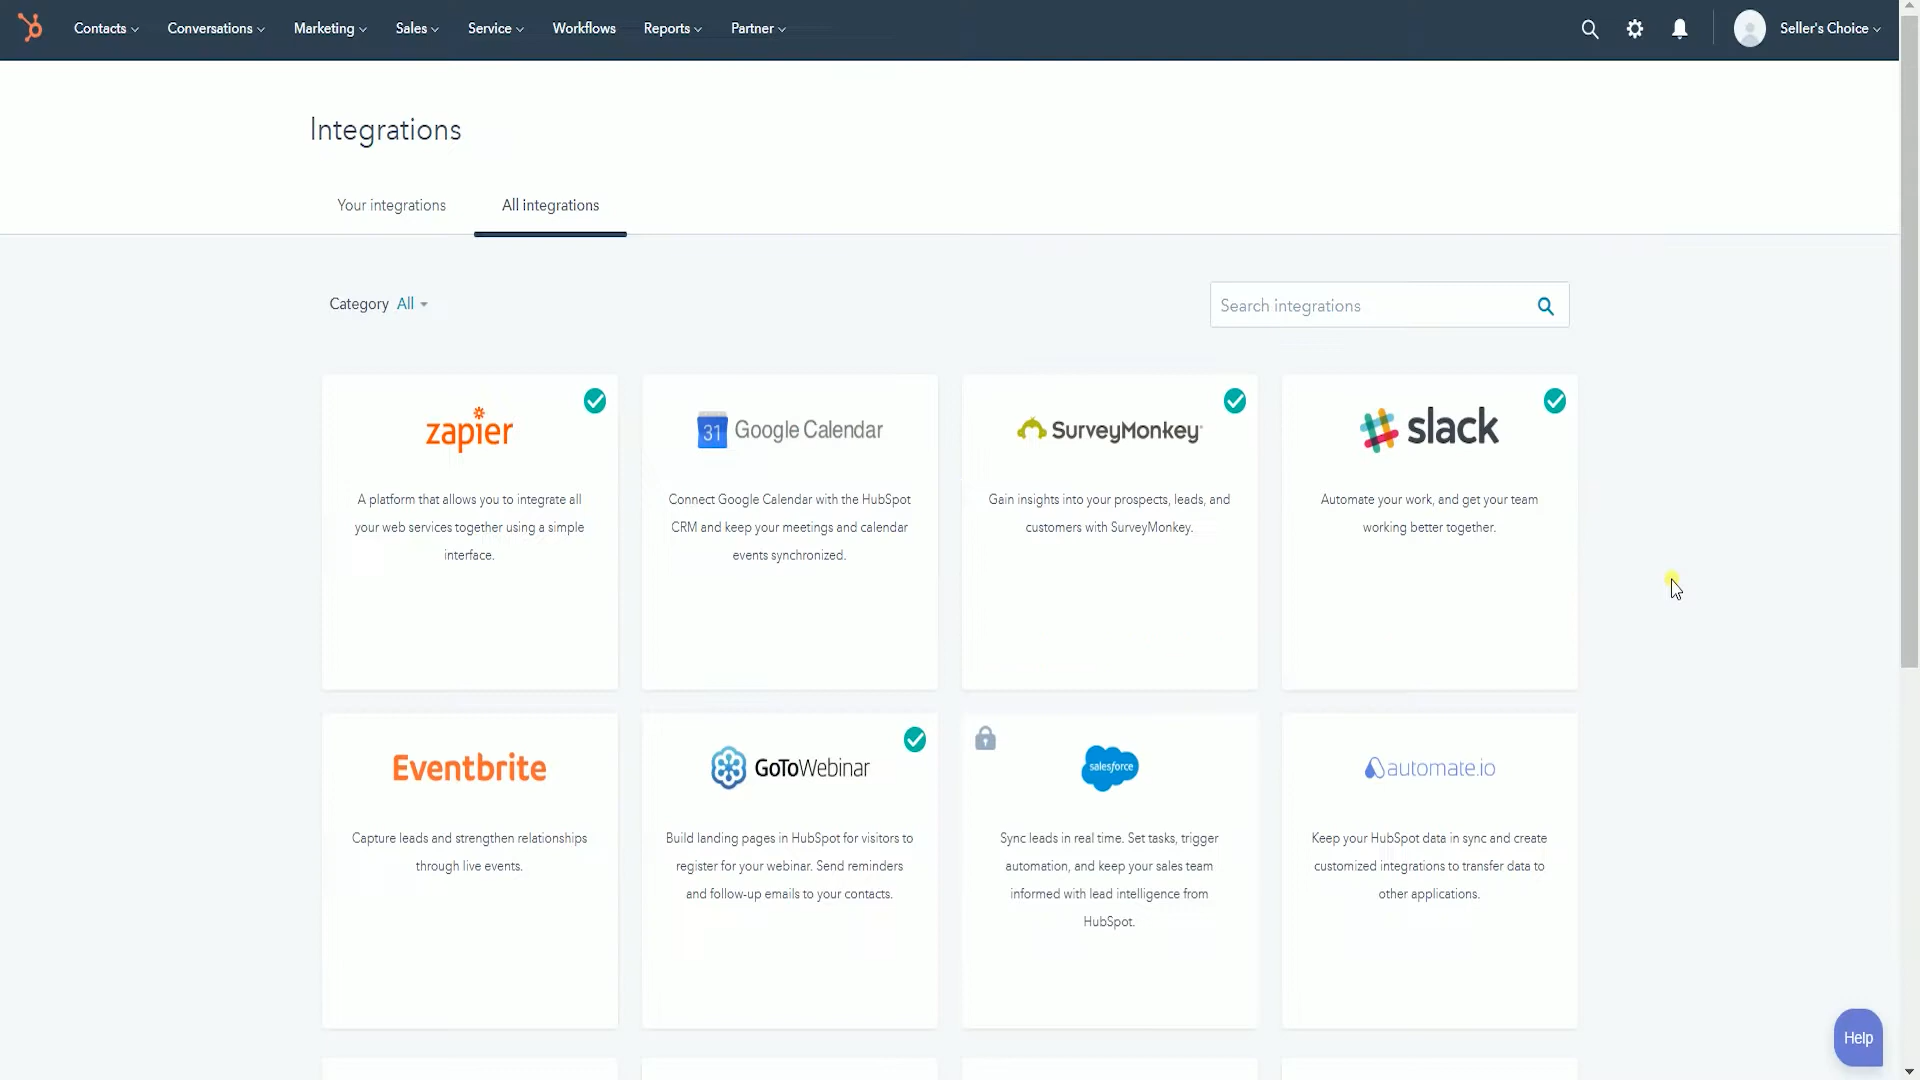 Contacts
Conversations
Marketing
Sales
Service
Workflows
Reports
Partner
Seller's Choice
Integrations
Your integrations
All integrations
Category All
Search integrations
zapier
A platform that allows you to integrate all
your web services together using a simple
interface.
31 Google Calendar
Connect Google Calendar with the HubSpot
CRM and keep your meetings and calendar
events synchronized.
SurveyMonkey
Gain insights into your prospects, leads, and
customers with SurveyMonkey.
slack
Automate your work, and get your team
working better together.
Eventbrite
Capture leads and strengthen relationships
through live events.
GoToWebinar
Build landing pages in HubSpot for visitors to
register for your webinar. Send reminders
and follow-up emails to your contacts.
salesforce
Sync leads in real time. Set tasks, trigger
automation, and keep your sales team
informed with lead intelligence from
HubSpot.
automate.io
Keep your HubSpot data in sync and create
customized integrations to transfer data to
other applications.
Help